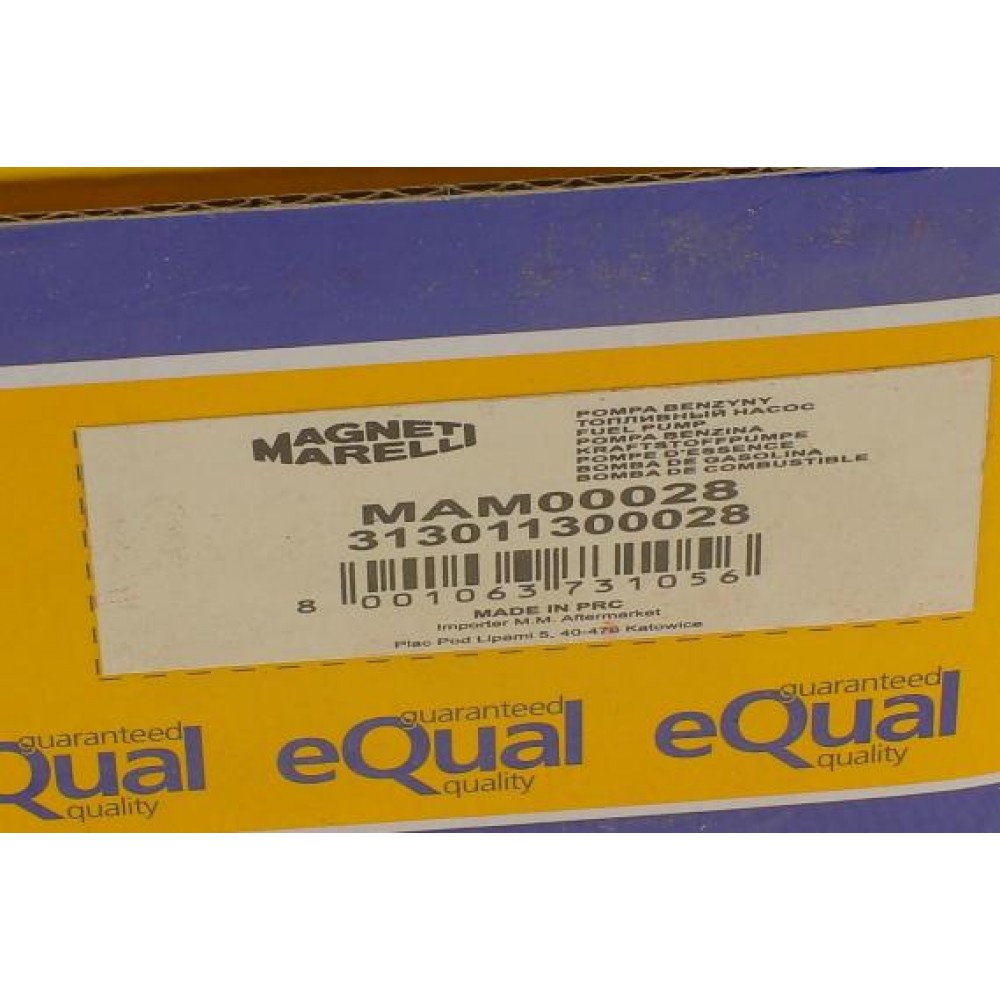 MAGNETI
MARELLI
POMPA BENZYNY
ТОПЛИВНЫЙ НАСОС
FUEL PUMP
POMPA BENZINA
KRAFTSTOFFPUMPE
POMPE D'ESSENCE
BOMBA DE GASOLINA
BOMBA DE COMBUSTIBLE
MAM00028
313011300028
8 001063 731056
MADE IN PRC
Importer M.M. Aftermarket
Plac Pod Lipami 5, 40-476 Katowice
guaranteed
eQual
quality
guaranteed
eQual
quality
guaranteed
eQual
quality